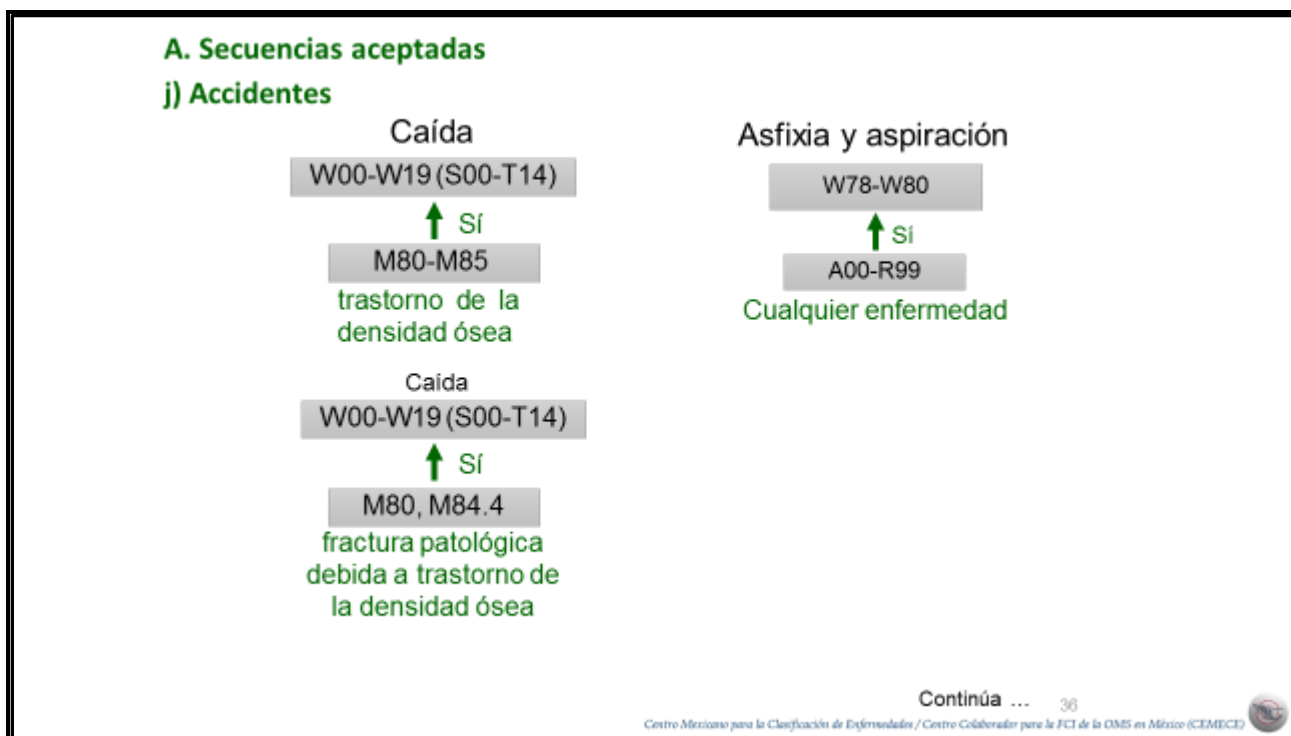 A. Secuencias aceptadas
j) Accidentes
Caída
W00-W19 (S00-T14)
Sí
M80-M85
trastorno de la
densidad ósea
Caída
W00-W19 (S00-T14)
Sí
M80, M84.4
fractura patológica
debida a trastorno de
la densidad ósea
Asfixia y aspiración
W78-W80
Sí
A00-R99
Cualquier enfermedad
Continúa ...
36
Centro Mexicano para la Clasificación de Enfermedades / Centro Colaborador para la FCI de la OMS en México (CEMECE)